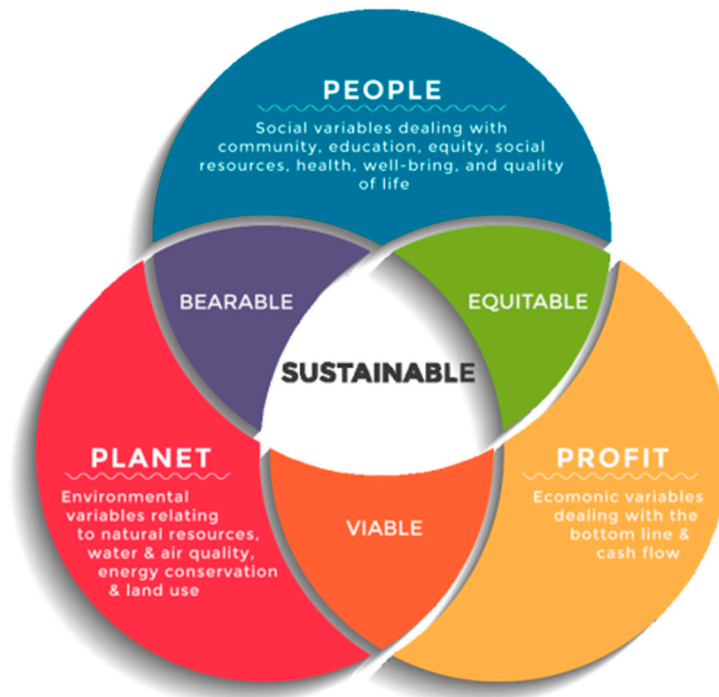 PEOPLE
Social variables dealing with
community, education, equity, social
resources, health, well-bring, and quality
of life
BEARABLE
EQUITABLE
SUSTAINABLE
PLANET
Environmental
variables relating
to natural resources,
water & air quality,
energy conservation
& land use
PROFIT
Ecomonic variables
dealing with the
bottom line &
cash flow
VIABLE